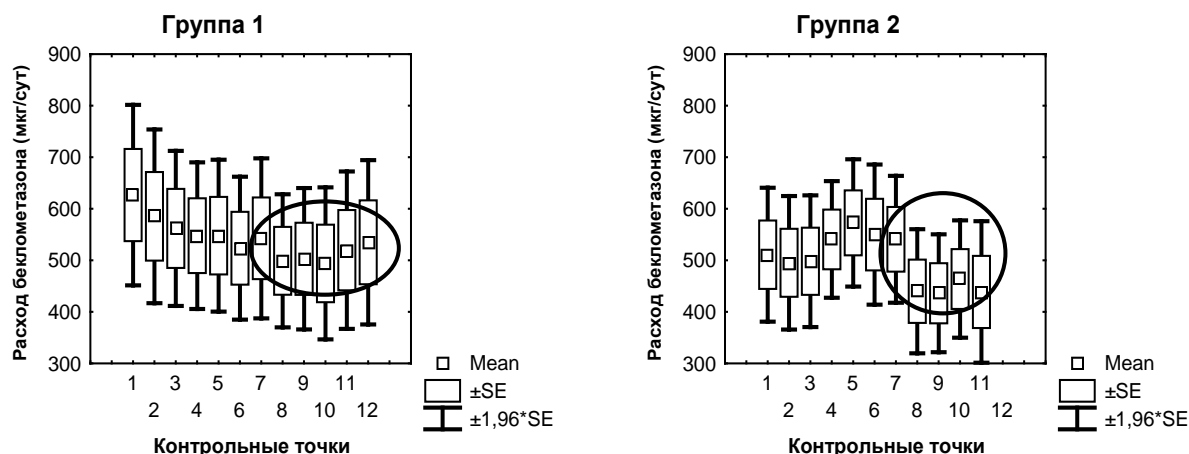 Группа 1
Расход беклометазона (мкг/сут)
900
800
700
600
500
400
300
1 3 5 7 9 11
2 4 6 8 10 12
Контрольные точки
Mean
±SE
±1,96*SE
Группа 2
Расход беклометазона (мкг/сут)
900
800
700
600
500
400
300
1 3 5 7 9 11
2 4 6 8 10 12
Контрольные точки
Mean
±SE
±1,96*SE